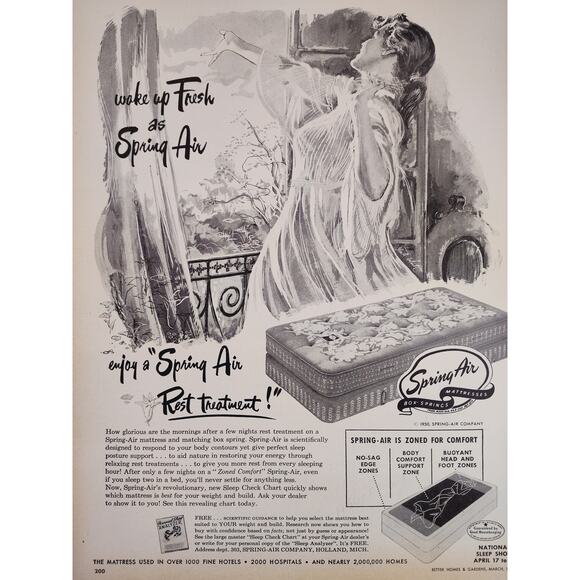 wake up Fresh
as
Spring Air
enjoy a "Spring Air
Rest treatment!"
Spring Air
MATTRESSES
BOX-SPRINGS
© 1950, SPRING-AIR COMPANY
How glorious are the mornings after a few nights rest treatment on a
Spring-Air mattress and matching box spring. Spring-Air is scientifically
designed to respond to your body contours yet give perfect sleep
posture support . . . to aid nature in restoring your energy through
relaxing rest treatments . . . to give you more rest from every sleeping
hour! After only a few nights on a "Zoned Comfort" Spring-Air, even
if you sleep two in a bed, you'll never settle for anything less.
Now, Spring-Air's revolutionary, new Sleep Check Chart quickly shows
which mattress is best for your weight and build. Ask your dealer
to show it to you! See this revealing chart.
SPRING-AIR IS ZONED FOR COMFORT
NO-SAG
EDGE
ZONES
BODY
COMFORT
SUPPORT
ZONE
BUOYANT
HEAD AND
FOOT ZONES
FREE . . . SCIENTIFIC GUIDANCE to help you select the mattress best
suited to YOUR weight and build. Research now shows you how to
buy with confidence based on facts; not just by guess or appearance!
See the large master "Sleep Check Chart" at your Spring-Air dealer's
or write for your personal copy of the "Sleep Analyzer". It's FREE.
Address dept. 303, SPRING-AIR COMPANY, HOLLAND, MICH.
Guaranteed by
Good Housekeeping
NATIONA
SLEEP SHO
APRIL 17 to
THE MATTRESS USED IN OVER 1000 FINE HOTELS • 2000 HOSPITALS • AND NEARLY 2,000,000 HOMES
200
BETTER HOMES & GARDENS, MARCH,